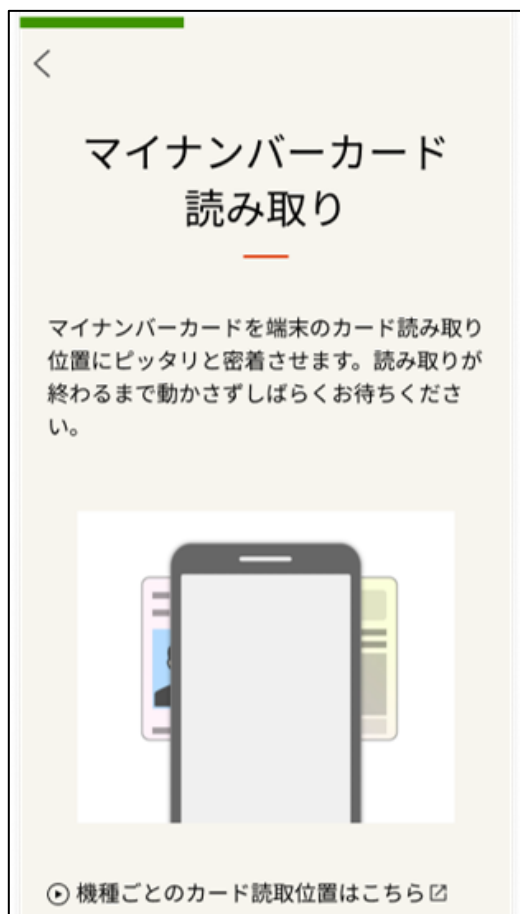 マイナンバーカード
読み取り
マイナンバーカードを端末のカード読み取り
位置にピッタリと密着させます。読み取りが
終わるまで動かさずしばらくお待ちくださ
い。
機種ごとのカード読取位置はこちら